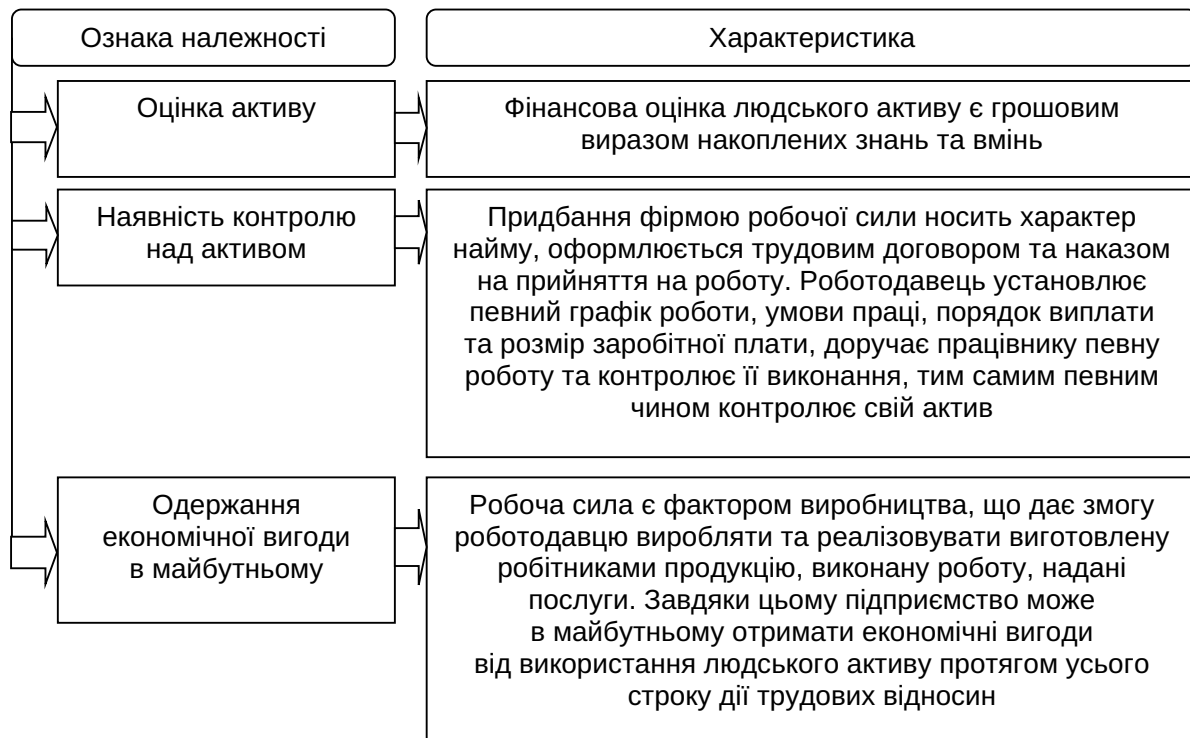 Ознака належності
Характеристика
Оцінка активу
Фінансова оцінка людського активу є грошовим
виразом накоплених знань та вмінь
Наявність контролю
над активом
Придбання фірмою робочої сили носить характер
найму, оформлюється трудовим договором та наказом
на прийняття на роботу. Роботодавець установлює
певний графік роботи, умови праці, порядок виплати
та розмір заробітної плати, доручає працівнику певну
роботу та контролює її виконання, тим самим певним
чином контролює свій актив
Одержання
економічної вигоди
в майбутньому
Робоча сила є фактором виробництва, що дає змогу
роботодавцю виробляти та реалізовувати виготовлену
робітниками продукцію, виконану роботу, надані
послуги. Завдяки цьому підприємство може
в майбутньому отримати економічні вигоди
від використання людського активу протягом усього
строку дії трудових відносин